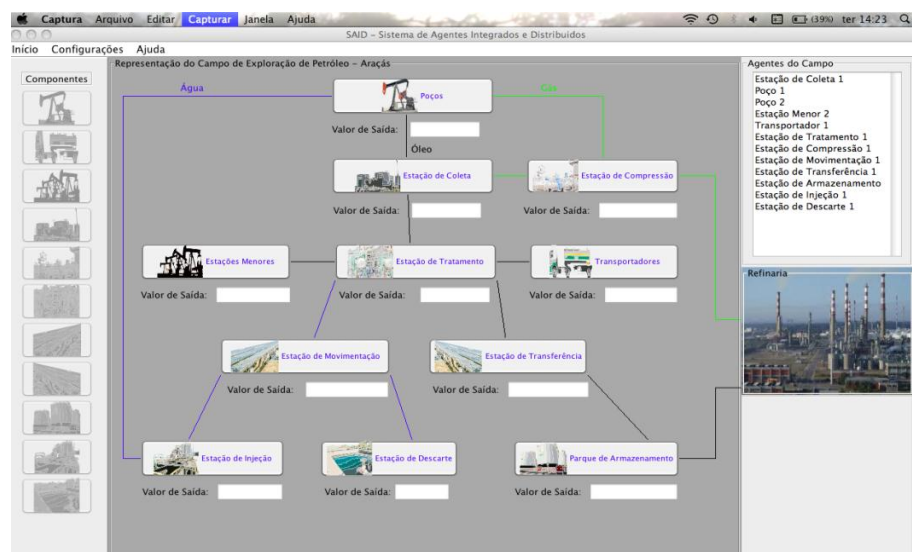 Captura Arquivo Editar Capturar Janela Ajuda (39%) ter 14:23
SAID – Sistema de Agentes Integrados e Distribuidos
Início Configurações Ajuda
Componentes
Representação do Campo de Exploração de Petróleo – Araçás
Água
Poços
Gás
Valor de Saída:
Óleo
Estação de Coleta
Estação de Compressão
Valor de Saída:
Valor de Saída:
Estações Menores
Estação de Tratamento
Transportadores
Valor de Saída:
Valor de Saída:
Valor de Saída:
Estação de Movimentação
Estação de Transferência
Valor de Saída:
Valor de Saída:
Estação de Injeção
Estação de Descarte
Parque de Armazenamento
Valor de Saída:
Valor de Saída:
Valor de Saída:
Agentes do Campo
Estação de Coleta 1
Poço 1
Poço 2
Estação Menor 2
Transportador 1
Estação de Tratamento 1
Estação de Compressão 1
Estação de Movimentação 1
Estação de Transferência 1
Estação de Armazenamento
Estação de Injeção 1
Estação de Descarte 1
Refinaria